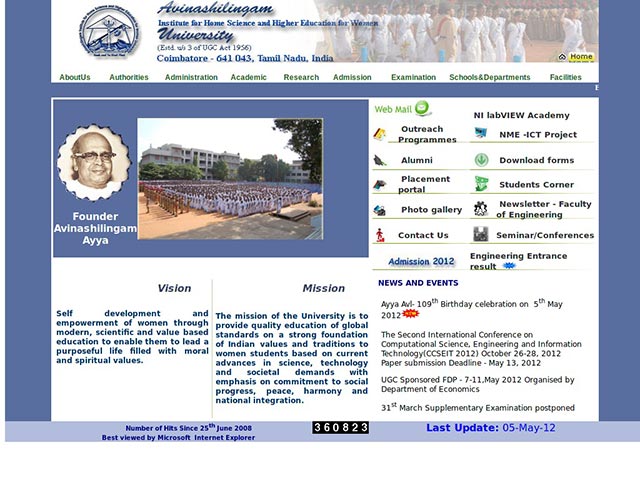 Avinashilingam
Institute for Home Science and Higher Education for Women
University
(Estd. u/s 3 of UGC Act 1956)
Coimbatore - 641 043, Tamil Nadu, India
Home
AboutUs Authorities Administration Academic Research Admission Examination Schools&Departments Facilities
E
Founder
Avinashilingam
Ayya
Web Mail
NI labVIEW Academy
Outreach
Programmes
NME -ICT Project
Alumni
Download forms
Placement
portal
Students Corner
Photo gallery
Newsletter - Faculty
of Engineering
Contact Us
Seminar/Conferences
Admission 2012
Engineering Entrance
result
Vision
Self development and
empowerment of women through
modern, scientific and value based
education to enable them to lead a
purposeful life filled with moral
and spiritual values.
Mission
The mission of the University is to
provide quality education of global
standards on a strong foundation
of Indian values and traditions to
women students based on current
advances in science, technology
and societal demands with
emphasis on commitment to social
progress, peace, harmony and
national integration.
NEWS AND EVENTS
Ayya Avl- 109th Birthday celebration on 5th May
2012
The Second International Conference on
Computational Science, Engineering and Information
Technology(CCSEIT 2012) October 26-28, 2012
Paper submission Deadline - May 13, 2012
UGC Sponsored FDP - 7-11,May 2012 Organised by
Department of Economics
31st March Supplementary Examination postponed
Number of Hits Since 25th June 2008
Best viewed by Microsoft Internet Explorer
360823
Last Update: 05-May-12